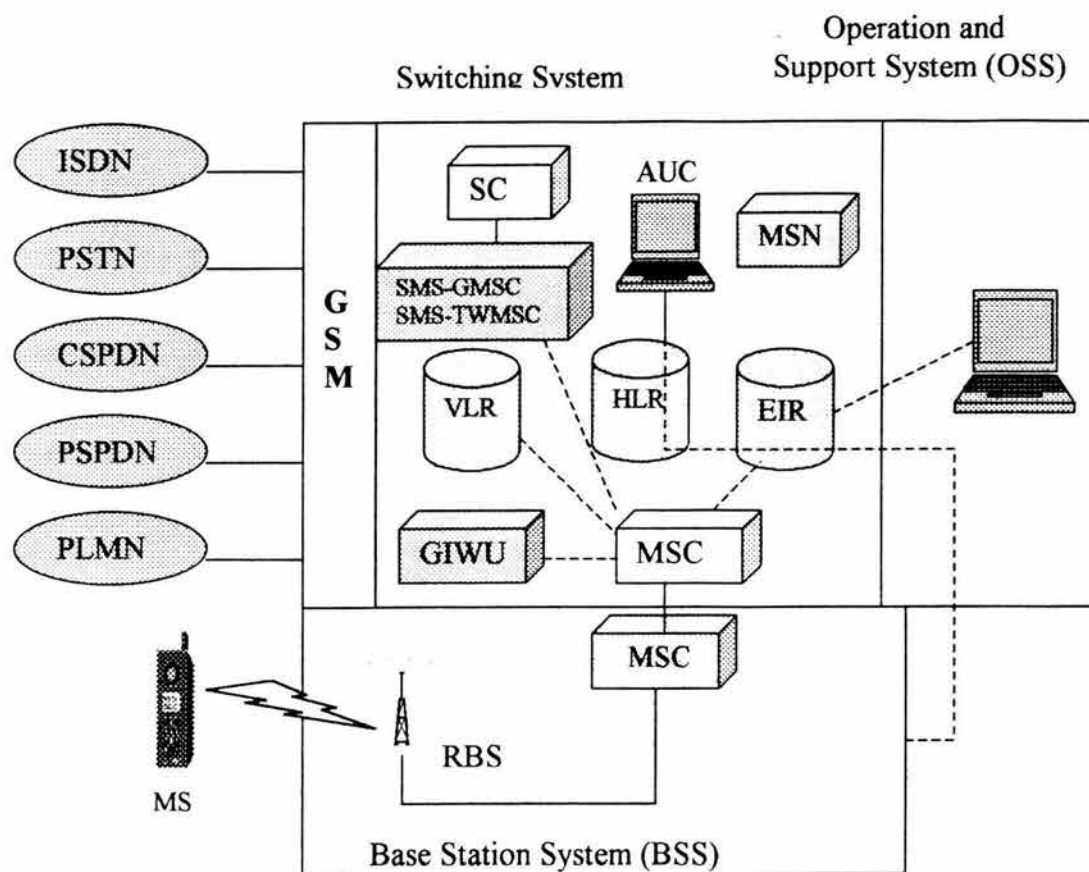 Operation and
Support System (OSS)
Switching System
ISDN
PSTN
CSPDN
PSPDN
PLMN
G
S
M
SC
AUC
MSN
SMS-GMSC
SMS-TWMSC
VLR
HLR
EIR
GIWU
MSC
MSC
RBS
MS
Base Station System (BSS)